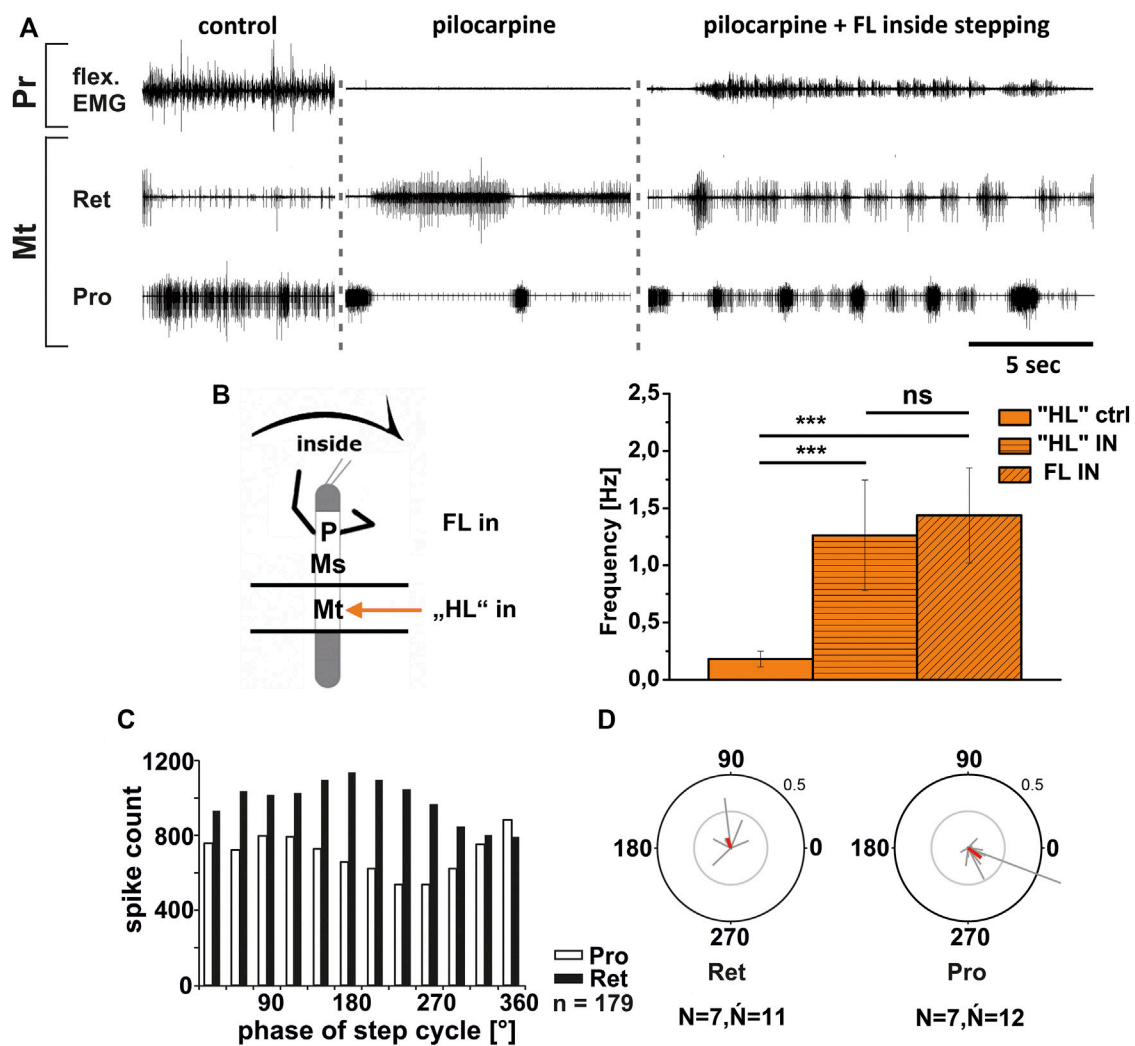 A
control pilocarpine pilocarpine + FL inside stepping
Pr
flex.
EMG
Mt
Ret
Pro
5 sec
B
inside
P
Ms
Mt
FL in
„HL“ in
Frequency [Hz]
2,5
2,0
1,5
1,0
0,5
0,0
ns
***
***
"HL" ctrl
"HL" IN
FL IN
C
spike count
1200
800
400
0
90 180 270 360
phase of step cycle [°]
Pro
Ret
n = 179
D
90
0.5
180
0
270
Ret
N=7,Ń=11
90
0.5
180
0
270
Pro
N=7,Ń=12